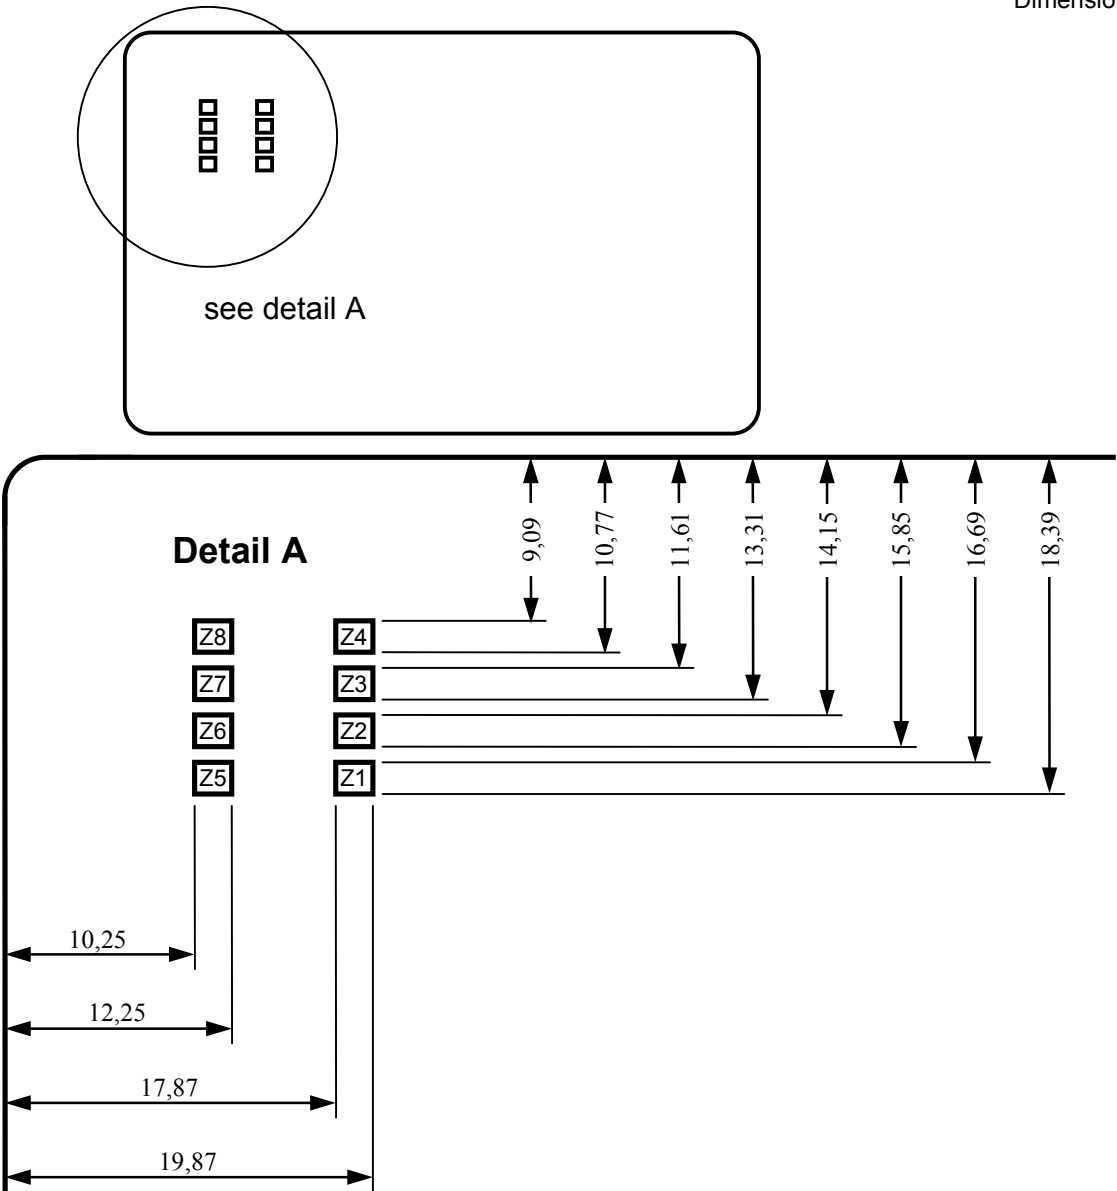 Dimensio
see detail A
Detail A
9,09
10,77
11,61
13,31
14,15
15,85
16,69
18,39
Z8 Z4
Z7 Z3
Z6 Z2
Z5 Z1
10,25
12,25
17,87
19,87